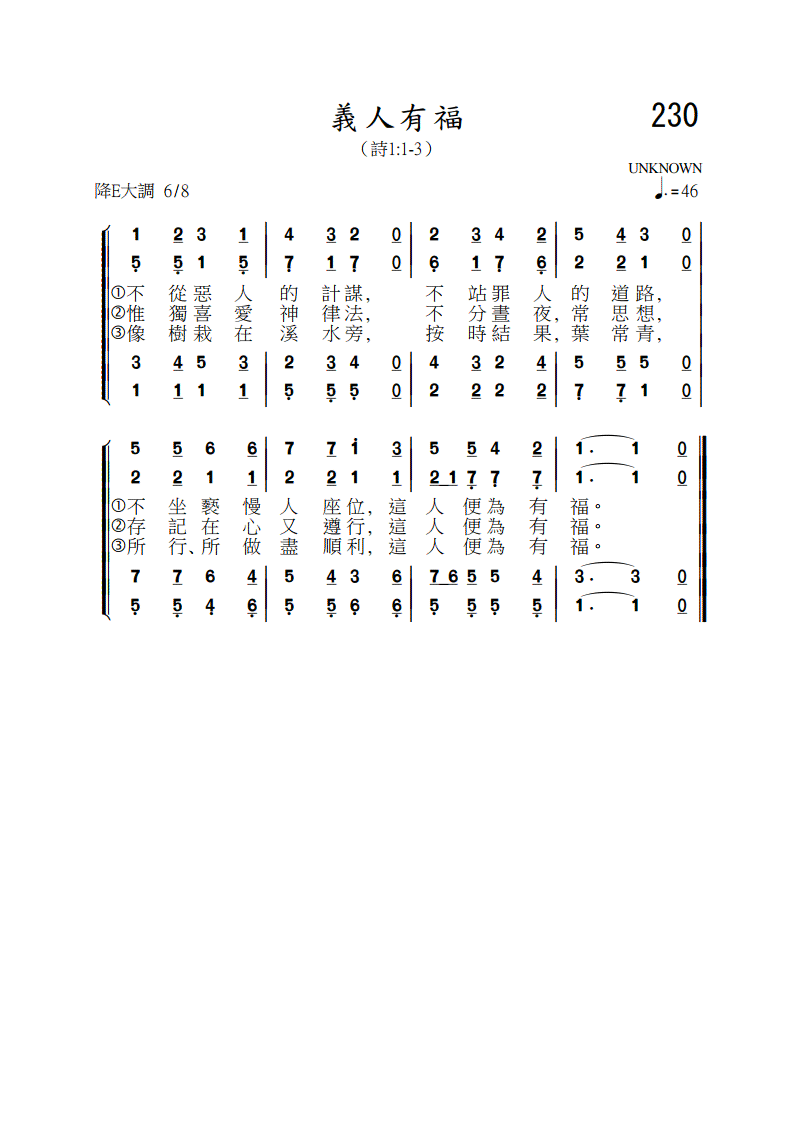 義人有福 230
（詩1:1-3）
UNKNOWN
降E大調 6/8 ♩. =46
1 2 3 1 | 4 3 2 0 | 2 3 4 2 | 5 4 3 0
5 5 1 5 | 7 1 7 0 | 6 1 7 6 | 2 2 1 0
①不從惡人的計謀，不站罪人的道路，
②惟獨喜愛神律法，不分晝夜，常思想，
③像樹栽在溪水旁，按時結果，葉常青，
3 4 5 3 | 2 3 4 0 | 4 3 2 4 | 5 5 5 0
1 1 1 1 | 5 5 5 0 | 2 2 2 2 | 7 7 1 0
5 5 6 6 | 7 7 1 3 | 5 5 4 2 | 1. 1 0
2 2 1 1 | 2 2 1 1 | 2 1 7 7 7 | 1. 1 0
①不坐褻慢人座位，這人便為有福。
②存記在心又遵行，這人便為有福。
③所行、所做盡順利，這人便為有福。
7 7 6 4 | 5 4 3 6 | 7 6 5 5 4 | 3. 3 0
5 5 4 6 | 5 5 6 6 | 5 5 5 5 | 1. 1 0